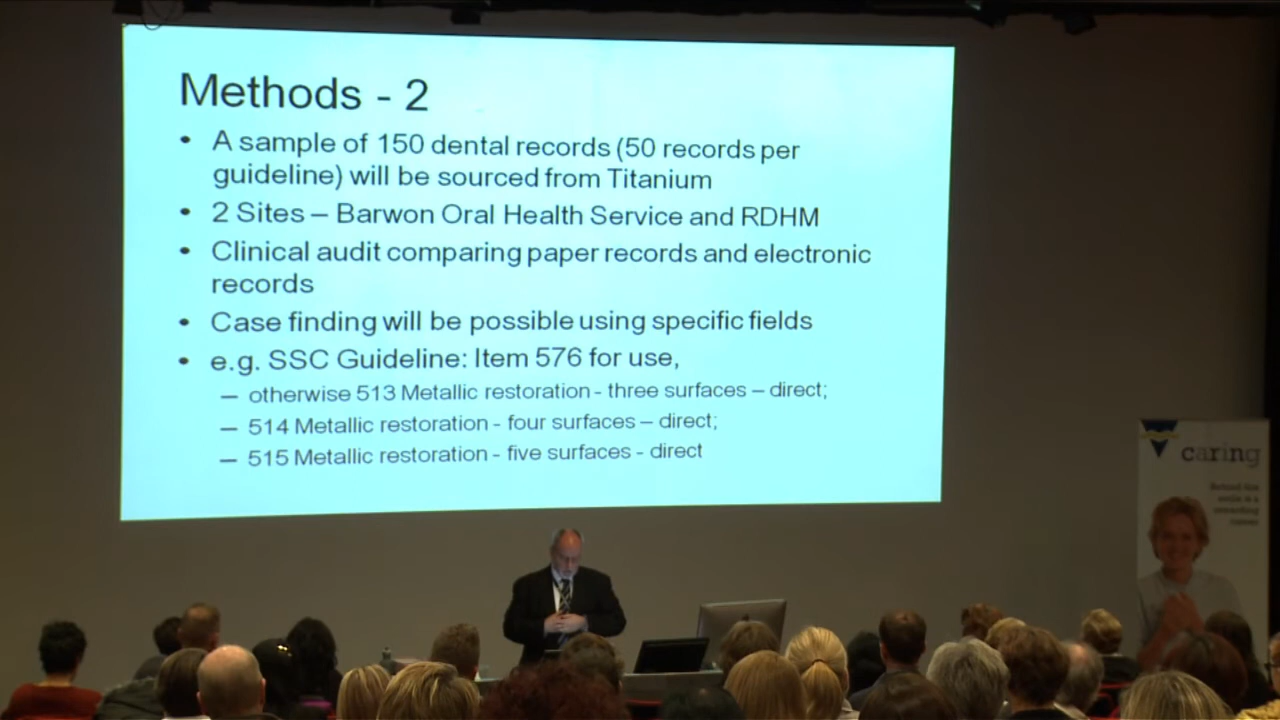 Methods - 2
• A sample of 150 dental records (50 records per
guideline) will be sourced from Titanium
• 2 Sites – Barwon Oral Health Service and RDHM
• Clinical audit comparing paper records and electronic
records
• Case finding will be possible using specific fields
• e.g. SSC Guideline: Item 576 for use,
– otherwise 513 Metallic restoration - three surfaces – direct;
– 514 Metallic restoration - four surfaces – direct;
– 515 Metallic restoration - five surfaces - direct
caring